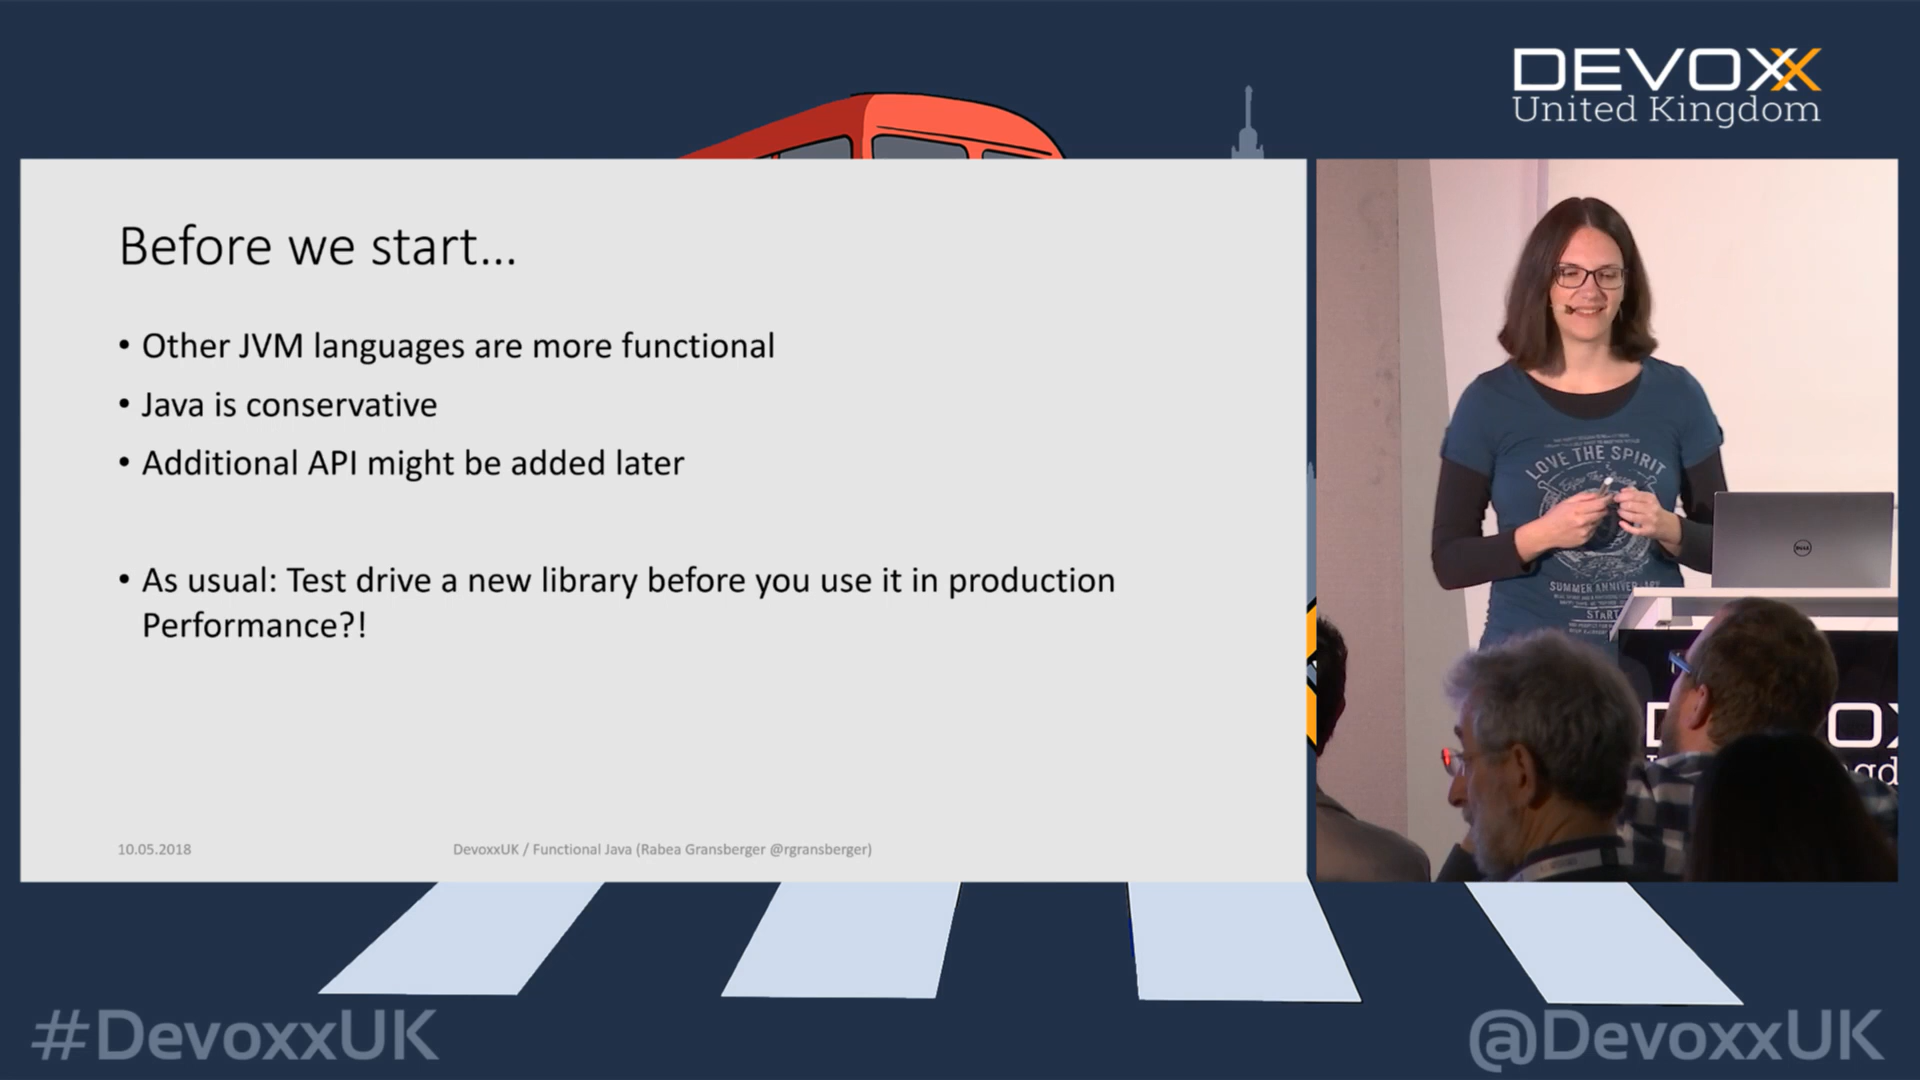 DEVOXX
United Kingdom
Before we start...
• Other JVM languages are more functional
• Java is conservative
• Additional API might be added later
• As usual: Test drive a new library before you use it in production
Performance?!
10.05.2018
DevoxxUK / Functional Java (Rabea Gransberger @rgransberger)
LOVE THE SPIRIT
SUMMER
START
DELL
#DevoxxUK
@DevoxxUK